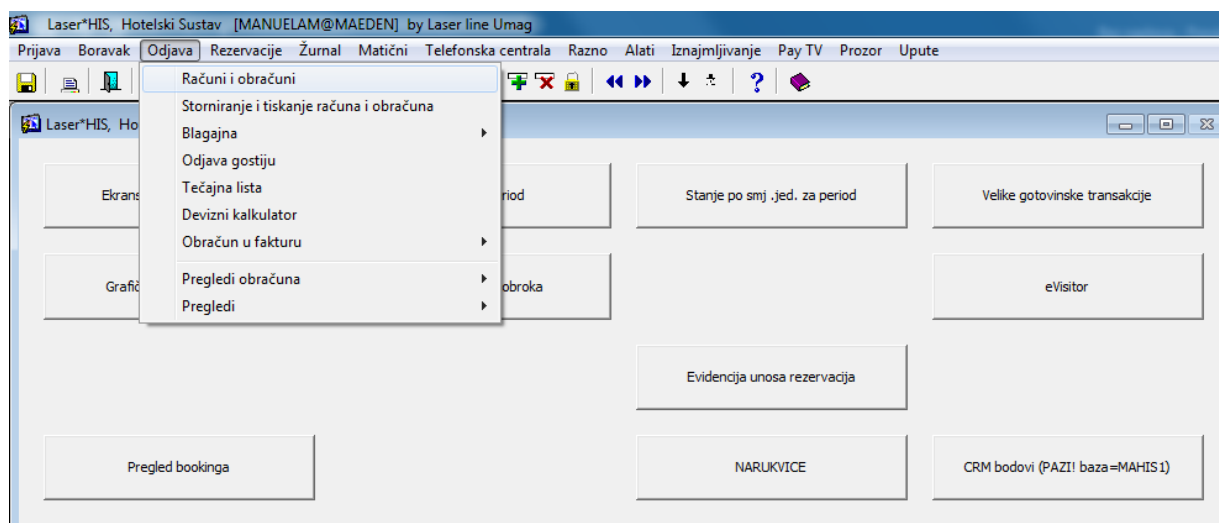 Laser*HIS, Hotelski Sustav [MANUELAM@MAEDEN] by Laser line Umag
Prijava Boravak Odjava Rezervacije Žurnal Matični Telefonska centrala Razno Alati Iznajmljivanje Pay TV Prozor Upute
Računi i obračuni
Storniranje i tiskanje računa i obračuna
Blagajna
Odjava gostiju
Tečajna lista
Devizni kalkulator
Obračun u fakturu
Pregledi obračuna
Pregledi
Laser*HIS, Ho
Ekrans
riod
Stanje po smj .jed. za period
Velike gotovinske transakcije
Grafič
obroka
eVisitor
Evidencija unosa rezervacija
Pregled bookinga
NARUKVICE
CRM bodovi (PAZI! baza=MAHIS1)